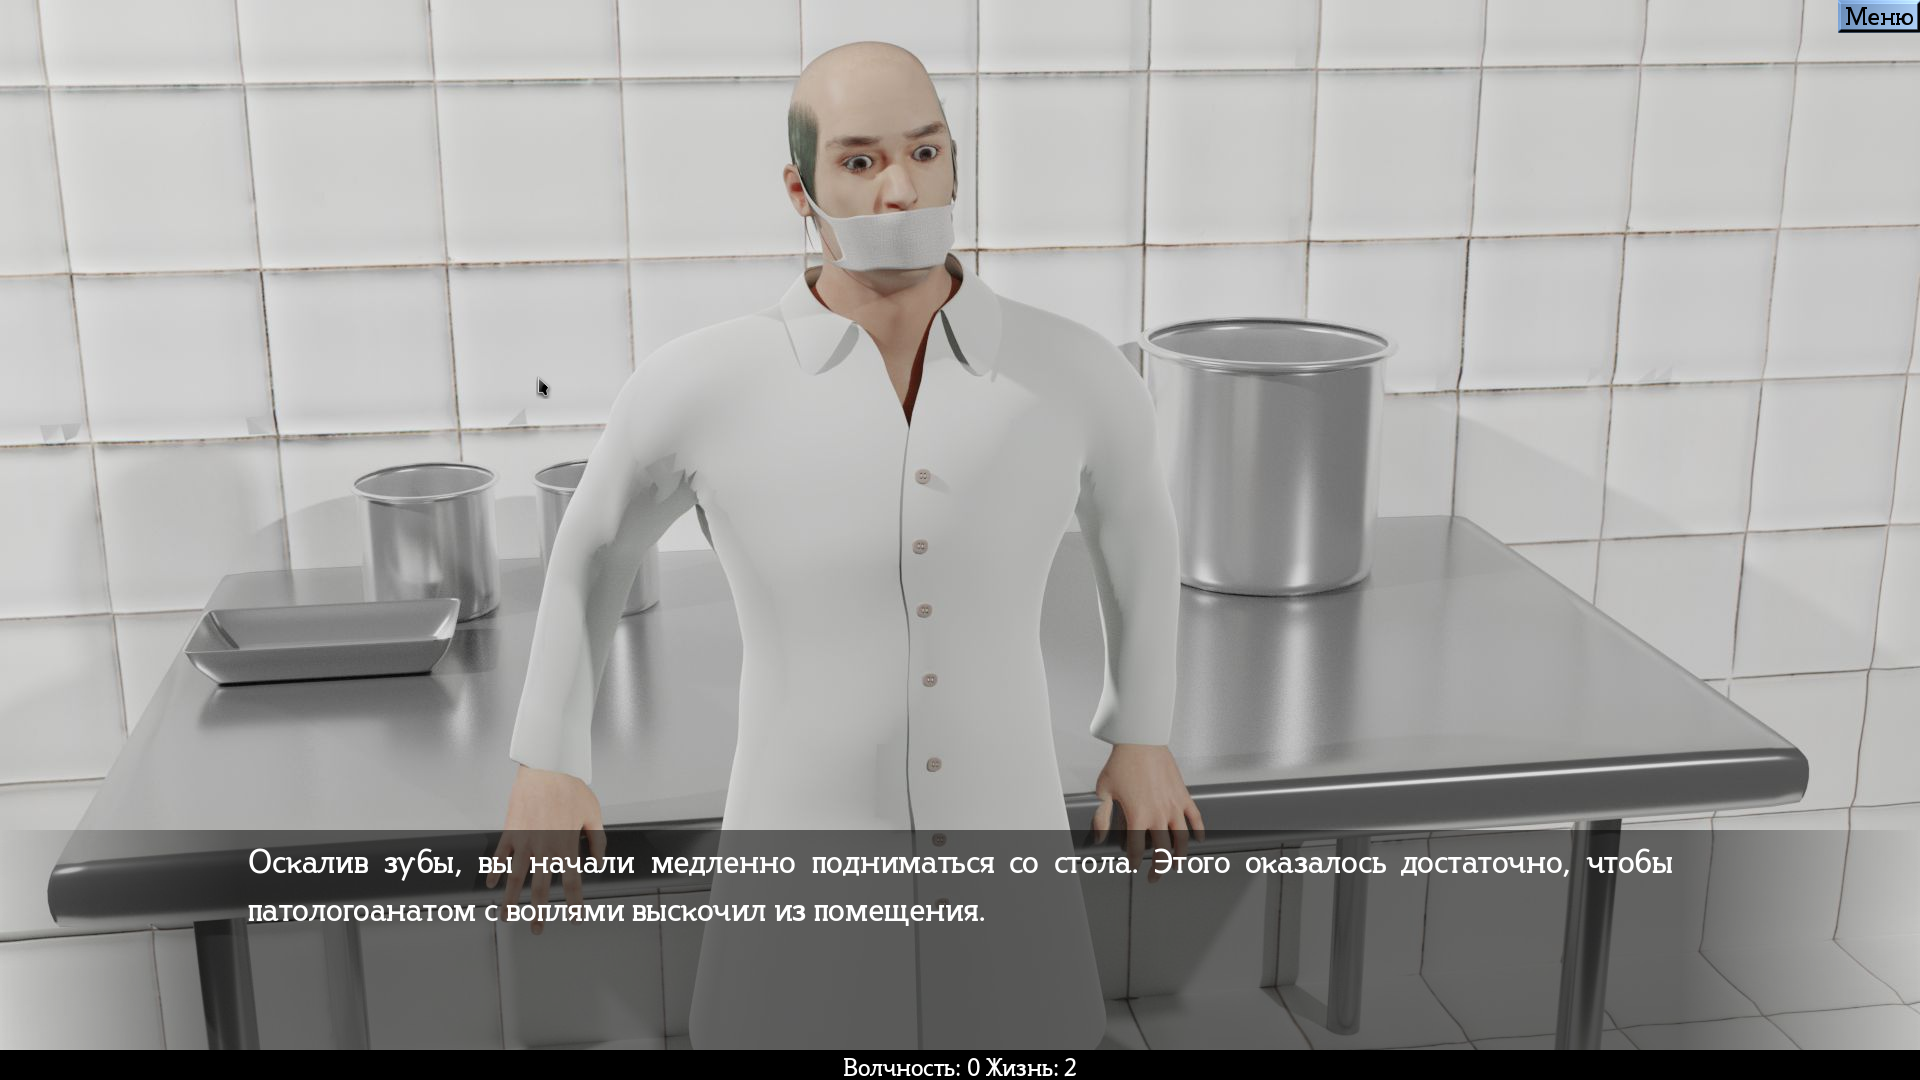 Меню
Оскалив зубы, вы начали медленно подниматься со стола. Этого оказалось достаточно, чтобы
патологоанатом с воплями выскочил из помещения.
Волчность: 0 Жизнь: 2